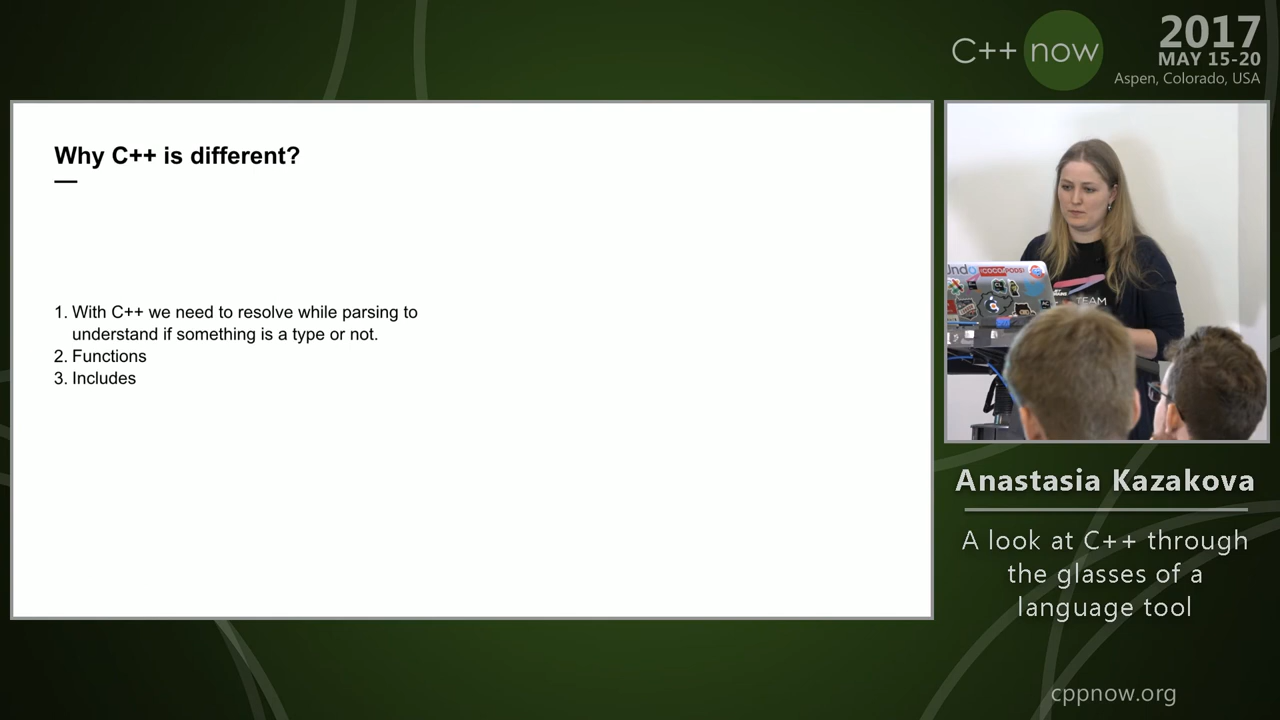 C++ now
2017
MAY 15-20
Aspen, Colorado, USA
Why C++ is different?
1. With C++ we need to resolve while parsing to
understand if something is a type or not.
2. Functions
3. Includes
TEAM
Anastasia Kazakova
A look at C++ through
the glasses of a
language tool
cppnow.org